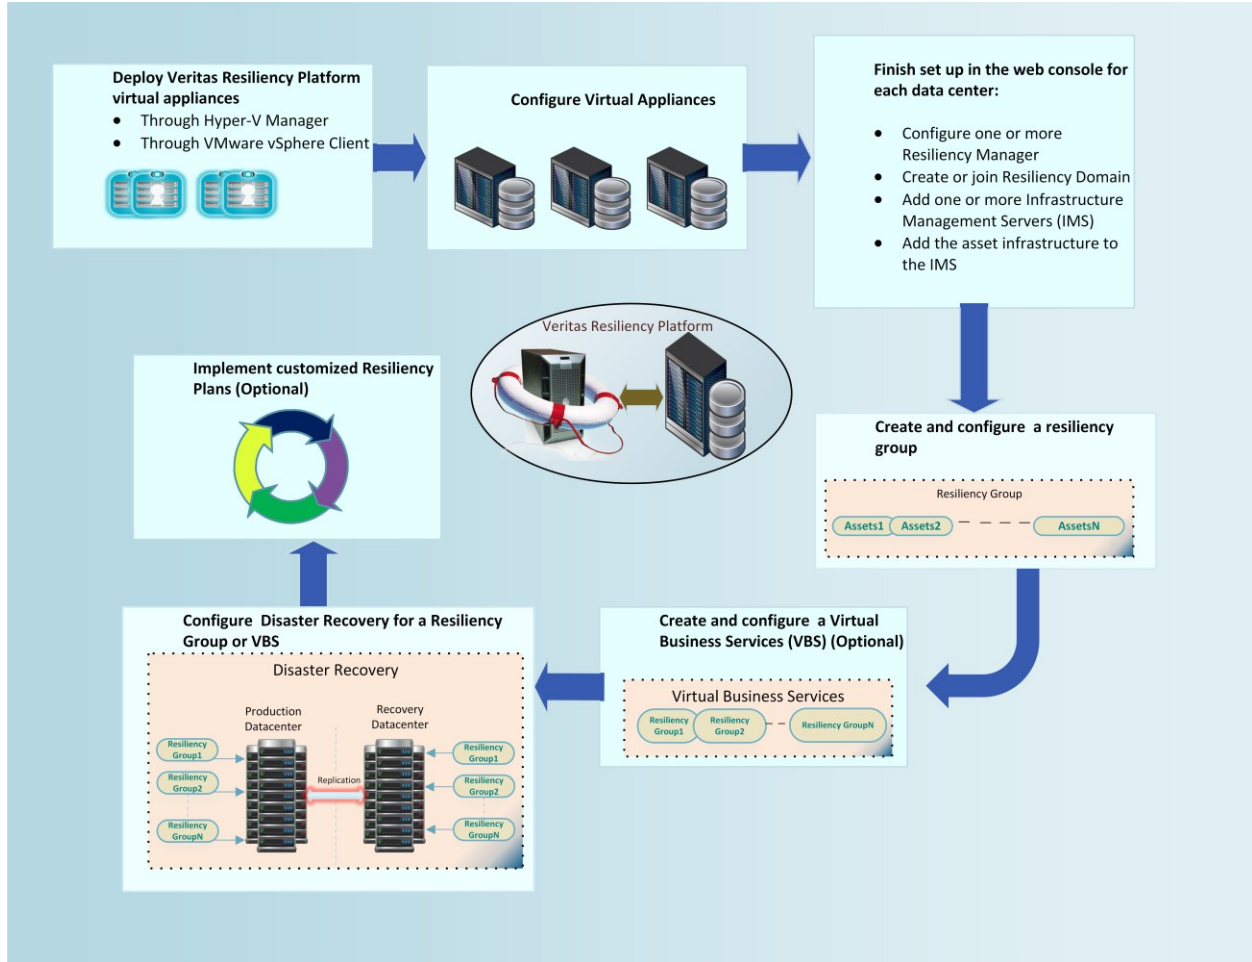 Deploy Veritas Resiliency Platform
virtual appliances
• Through Hyper-V Manager
• Through VMware vSphere Client
Configure Virtual Appliances
Finish set up in the web console for
each data center:
• Configure one or more
Resiliency Manager
• Create or join Resiliency Domain
• Add one or more Infrastructure
Management Servers (IMS)
• Add the asset infrastructure to
the IMS
Veritas Resiliency Platform
Create and configure a resiliency
group
Resiliency Group
Assets1
Assets2
AssetsN
Create and configure a Virtual
Business Services (VBS) (Optional)
Virtual Business Services
Resiliency
Group1
Resiliency
Group2
Resiliency GroupN
Configure Disaster Recovery for a Resiliency
Group or VBS
Disaster Recovery
Production
Datacenter
Recovery
Datacenter
Resiliency
Group1
Resiliency
Group2
Resiliency
GroupN
Replication
Resiliency
Group1
Resiliency
Group2
Resiliency
GroupN
Implement customized Resiliency
Plans (Optional)